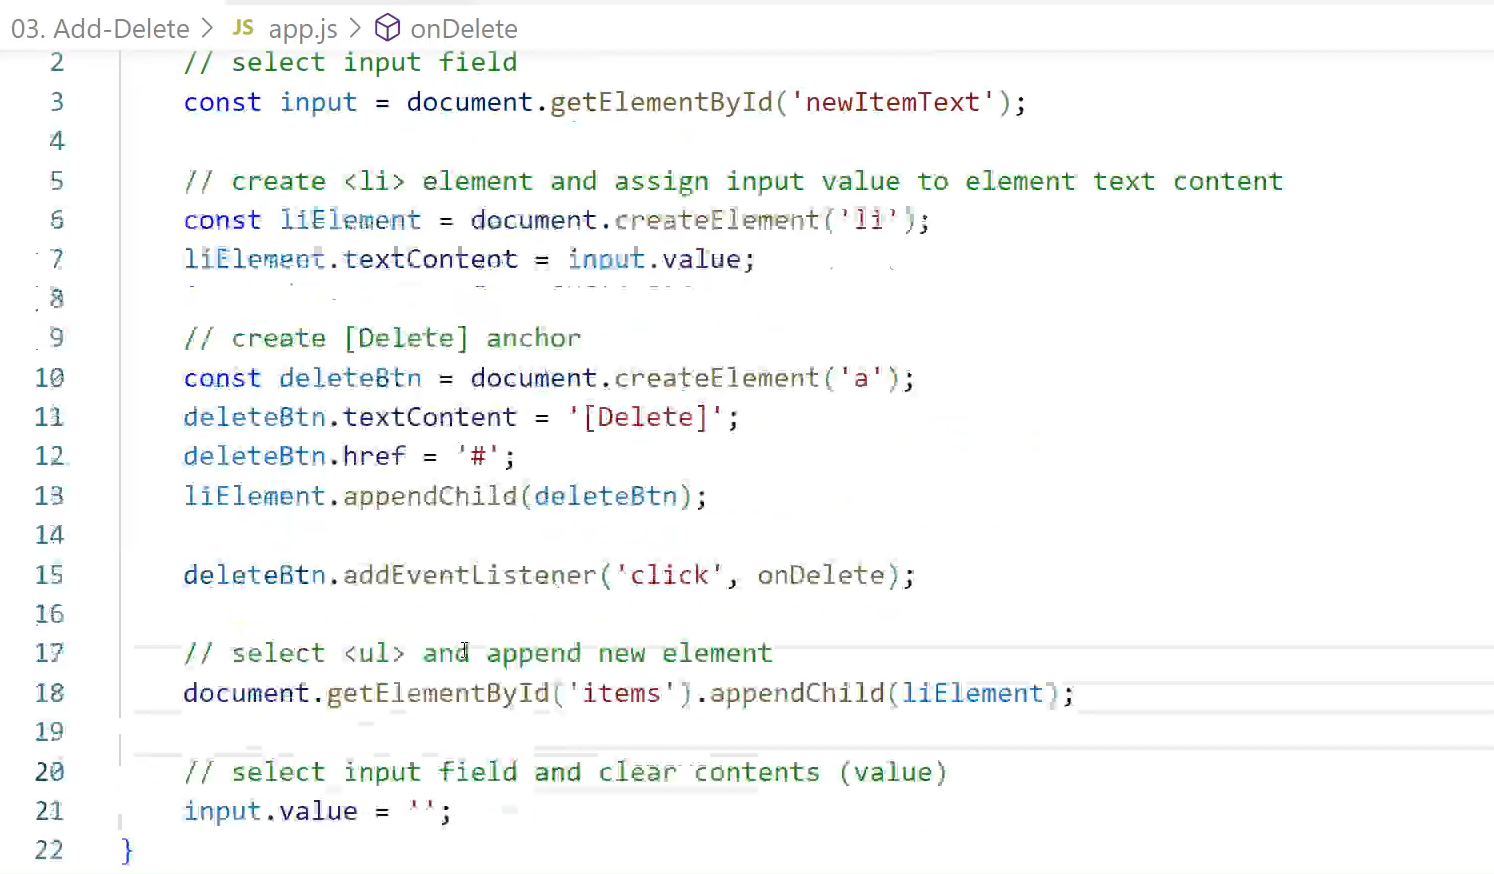 03. Add-Delete > JS app.js > onDelete
2 // select input field
3 const input = document.getElementById('newItemText');
4
5 // create <li> element and assign input value to element text content
6 const liElement = document.createElement('li');
7 liElement.textContent = input.value;
8
9 // create [Delete] anchor
10 const deleteBtn = document.createElement('a');
11 deleteBtn.textContent = '[Delete]';
12 deleteBtn.href = '#';
13 liElement.appendChild(deleteBtn);
14
15 deleteBtn.addEventListener('click', onDelete);
16
17 // select <ul> and append new element
18 document.getElementById('items').appendChild(liElement);
19
20 // select input field and clear contents (value)
21 input.value = '';
22 }